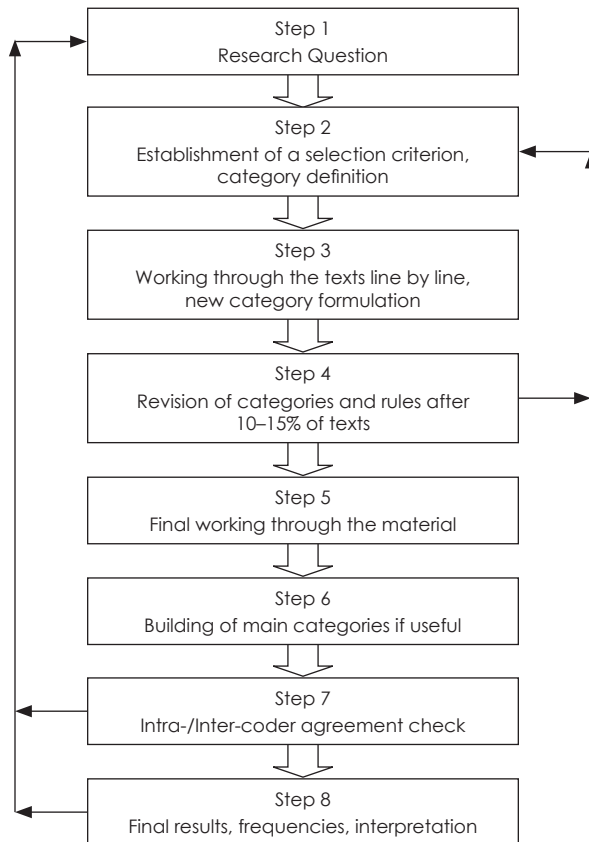 Step 1
Research Question
Step 2
Establishment of a selection criterion,
category definition
Step 3
Working through the texts line by line,
new category formulation
Step 4
Revision of categories and rules after
10–15% of texts
Step 5
Final working through the material
Step 6
Building of main categories if useful
Step 7
Intra-/Inter-coder agreement check
Step 8
Final results, frequencies, interpretation